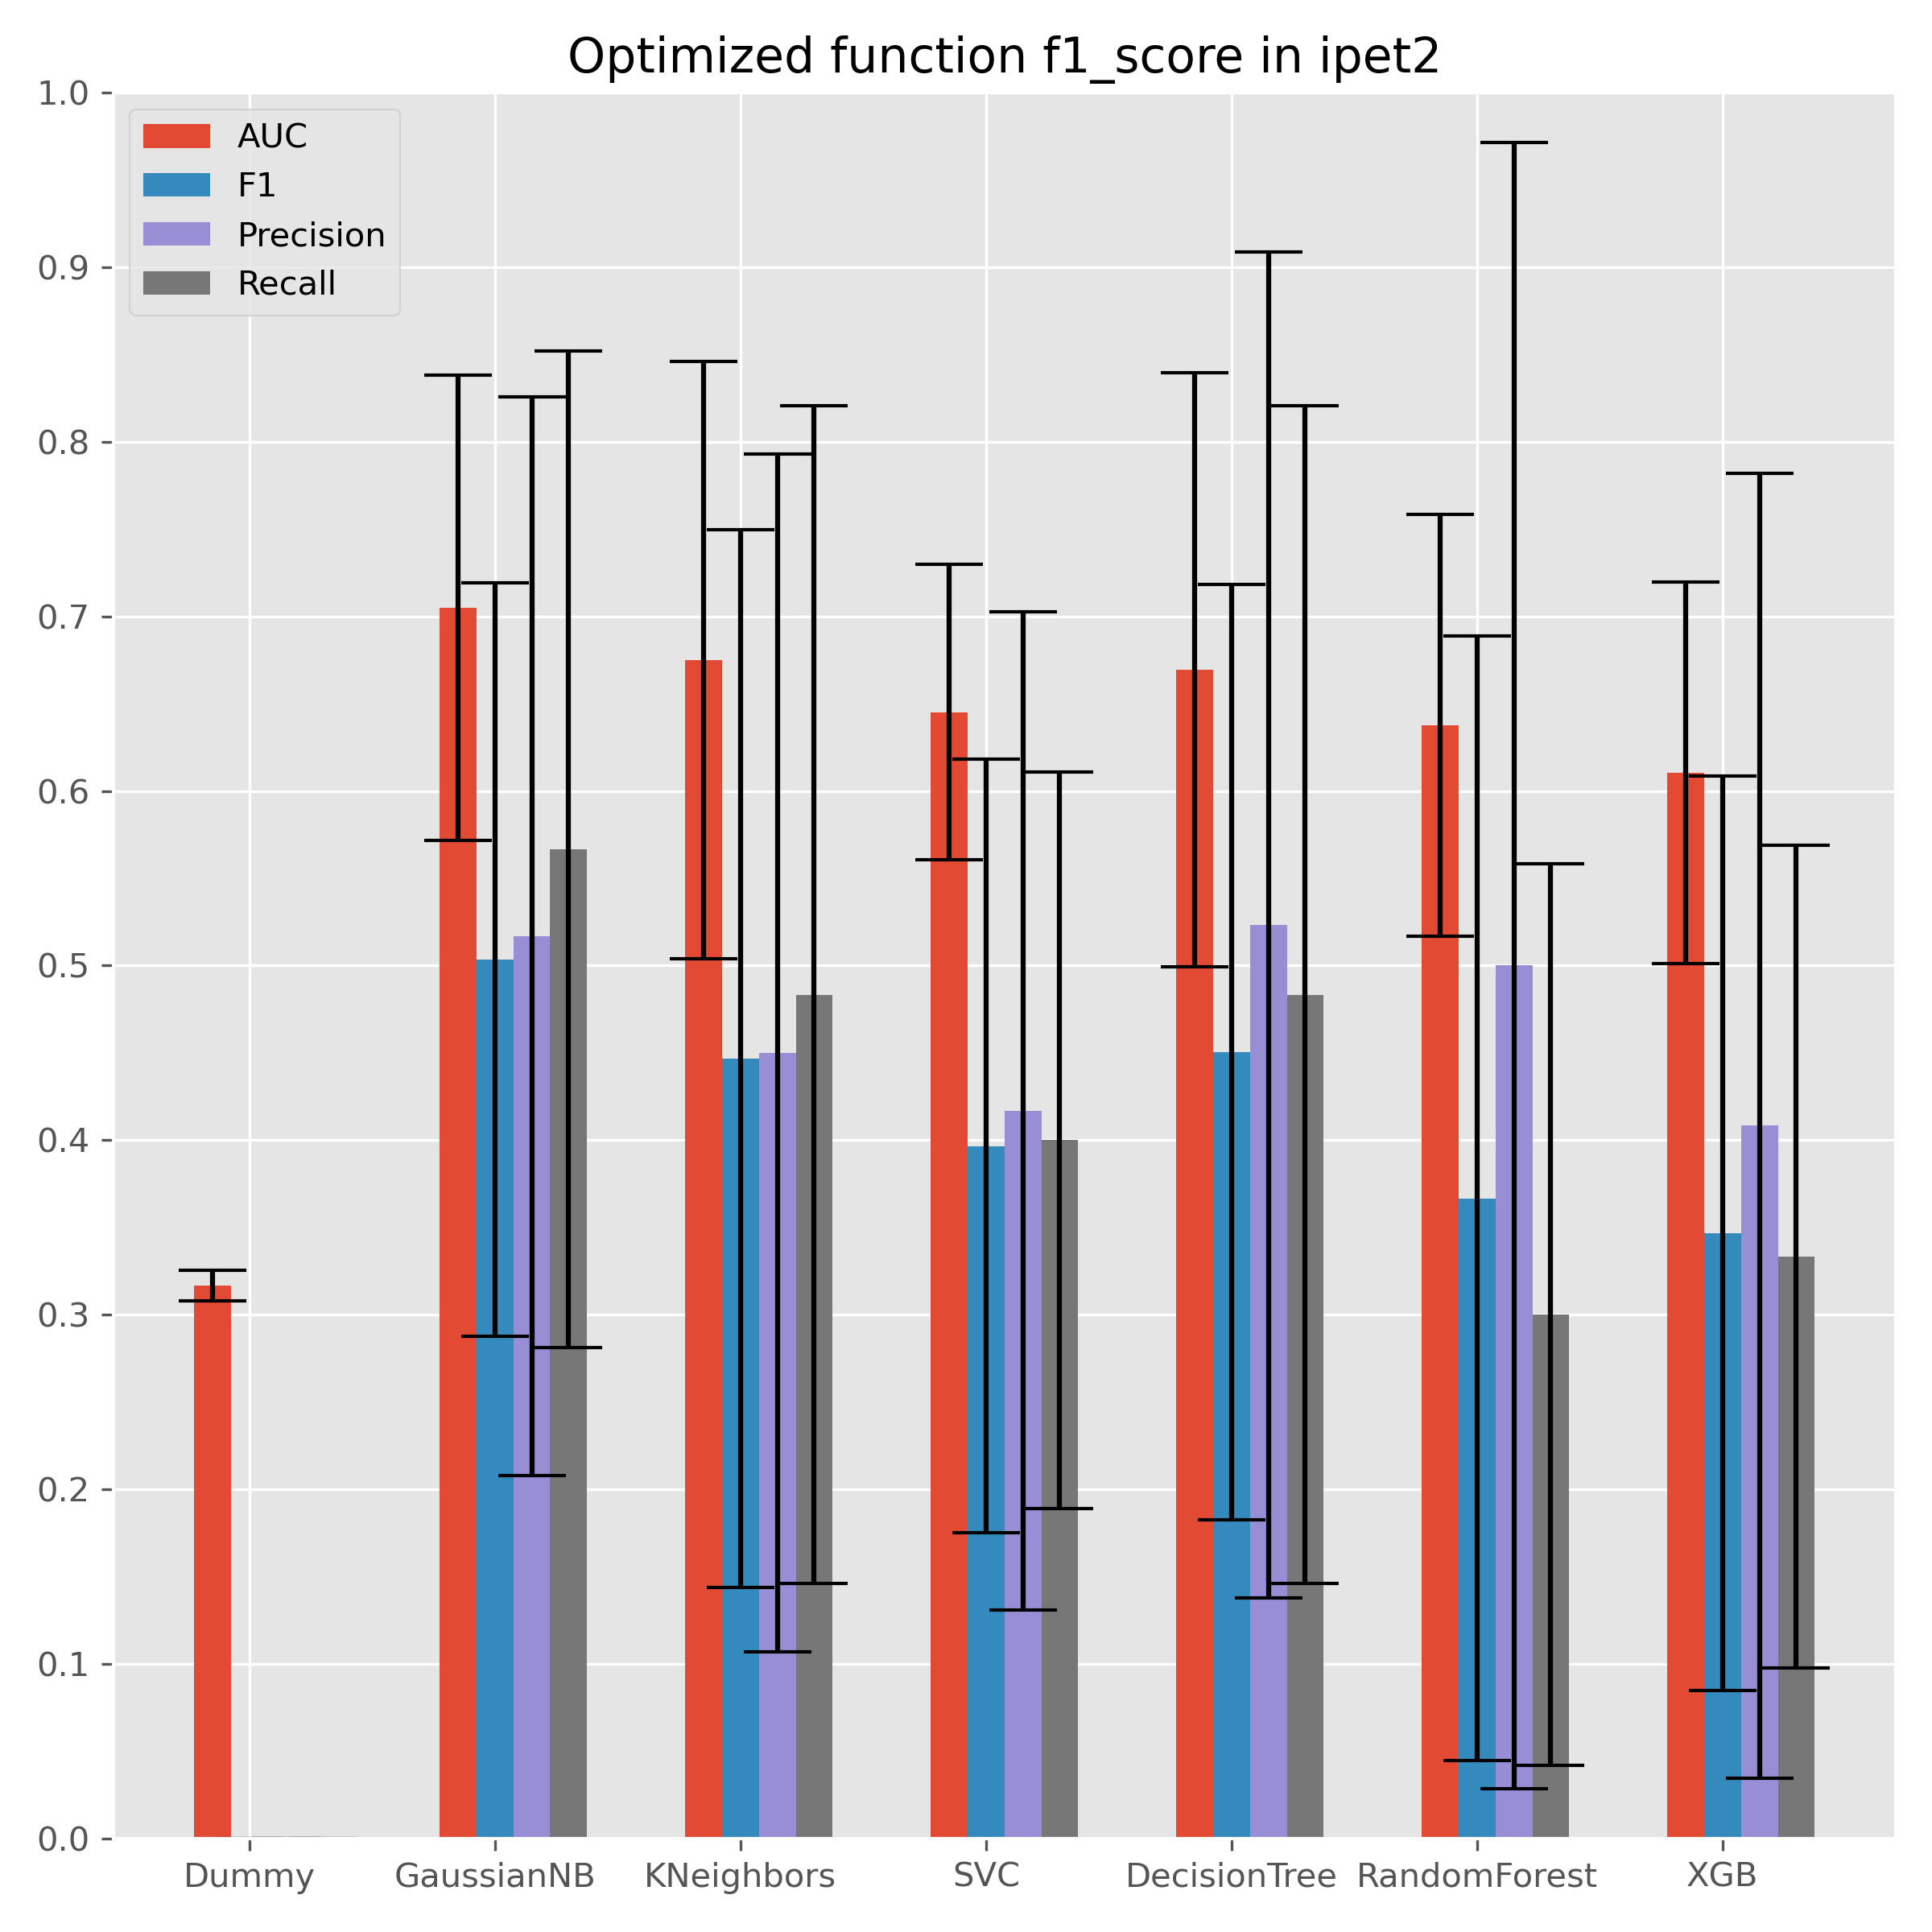 Optimized function f1_score in ipet2
AUC
F1
Precision
Recall
1.0
0.9
0.8
0.7
0.6
0.5
0.4
0.3
0.2
0.1
0.0
Dummy GaussianNB KNeighbors SVC DecisionTree RandomForest XGB